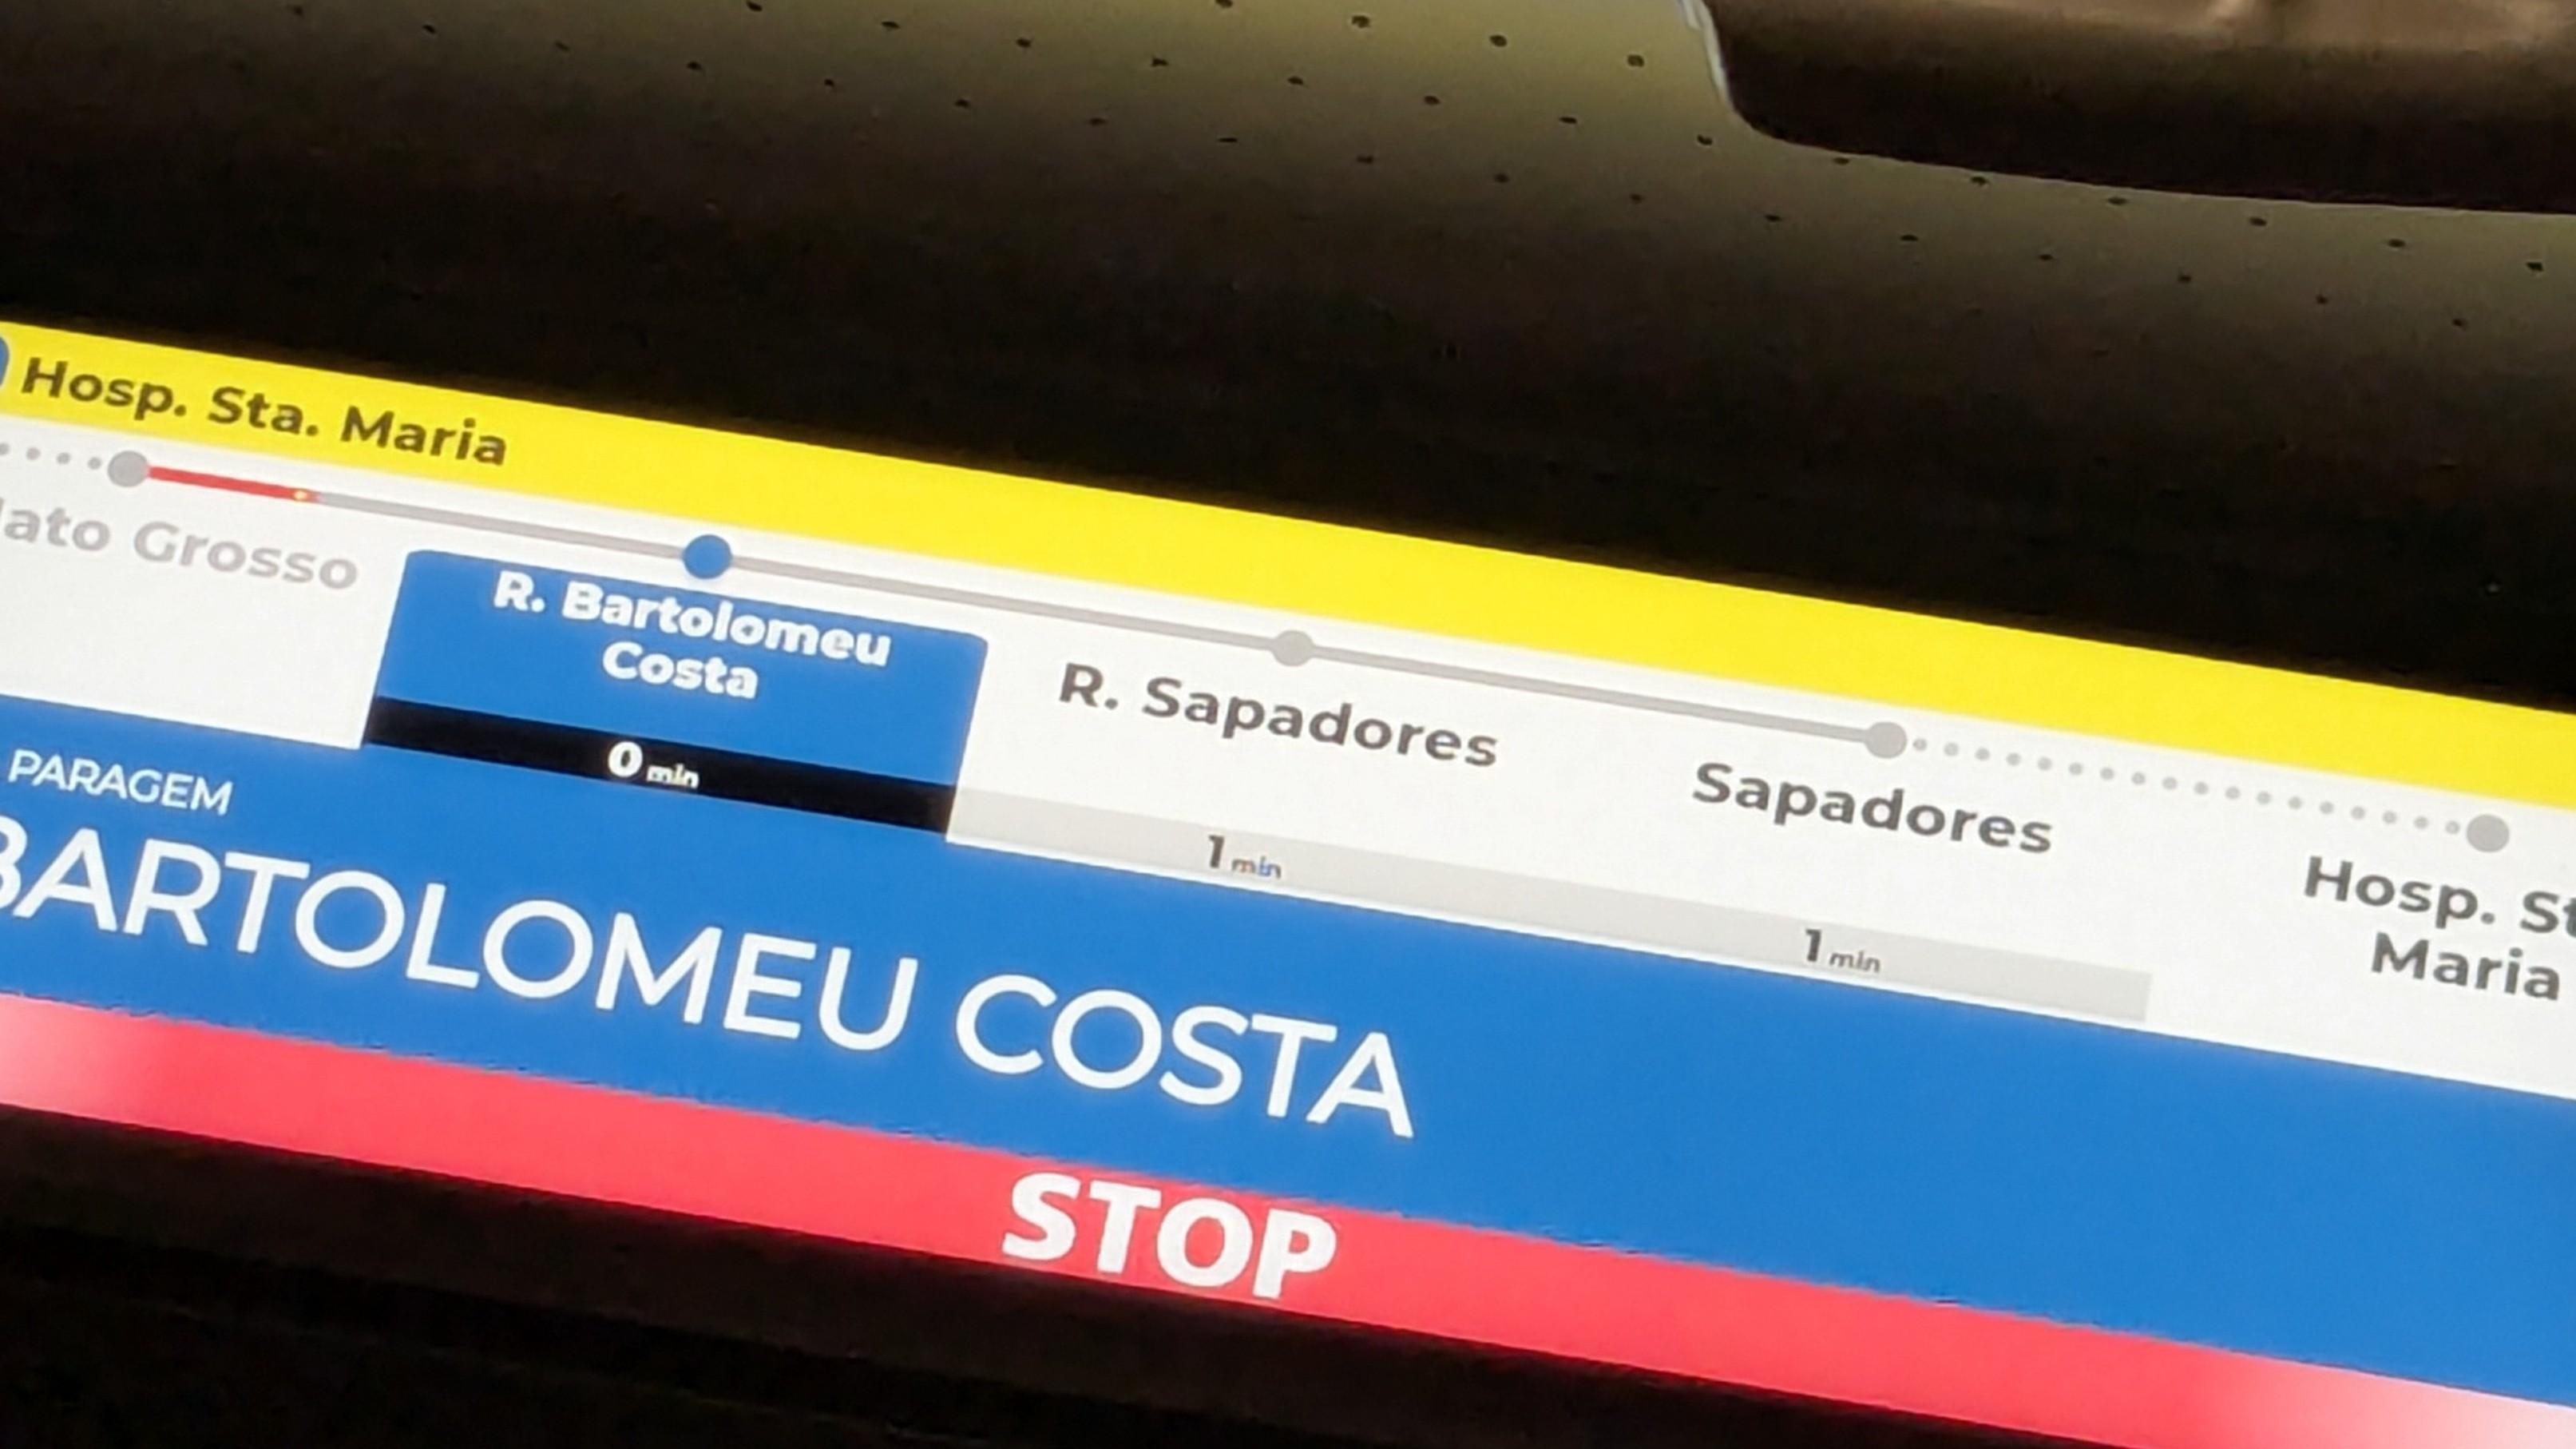 Hosp. Sta. Maria
Grosso
R. Bartolomeu
Costa
0 min
R. Sapadores
1 min
Sapadores
1 min
Hosp.
Maria
PARAGEM
BARTOLOMEU COSTA
STOP